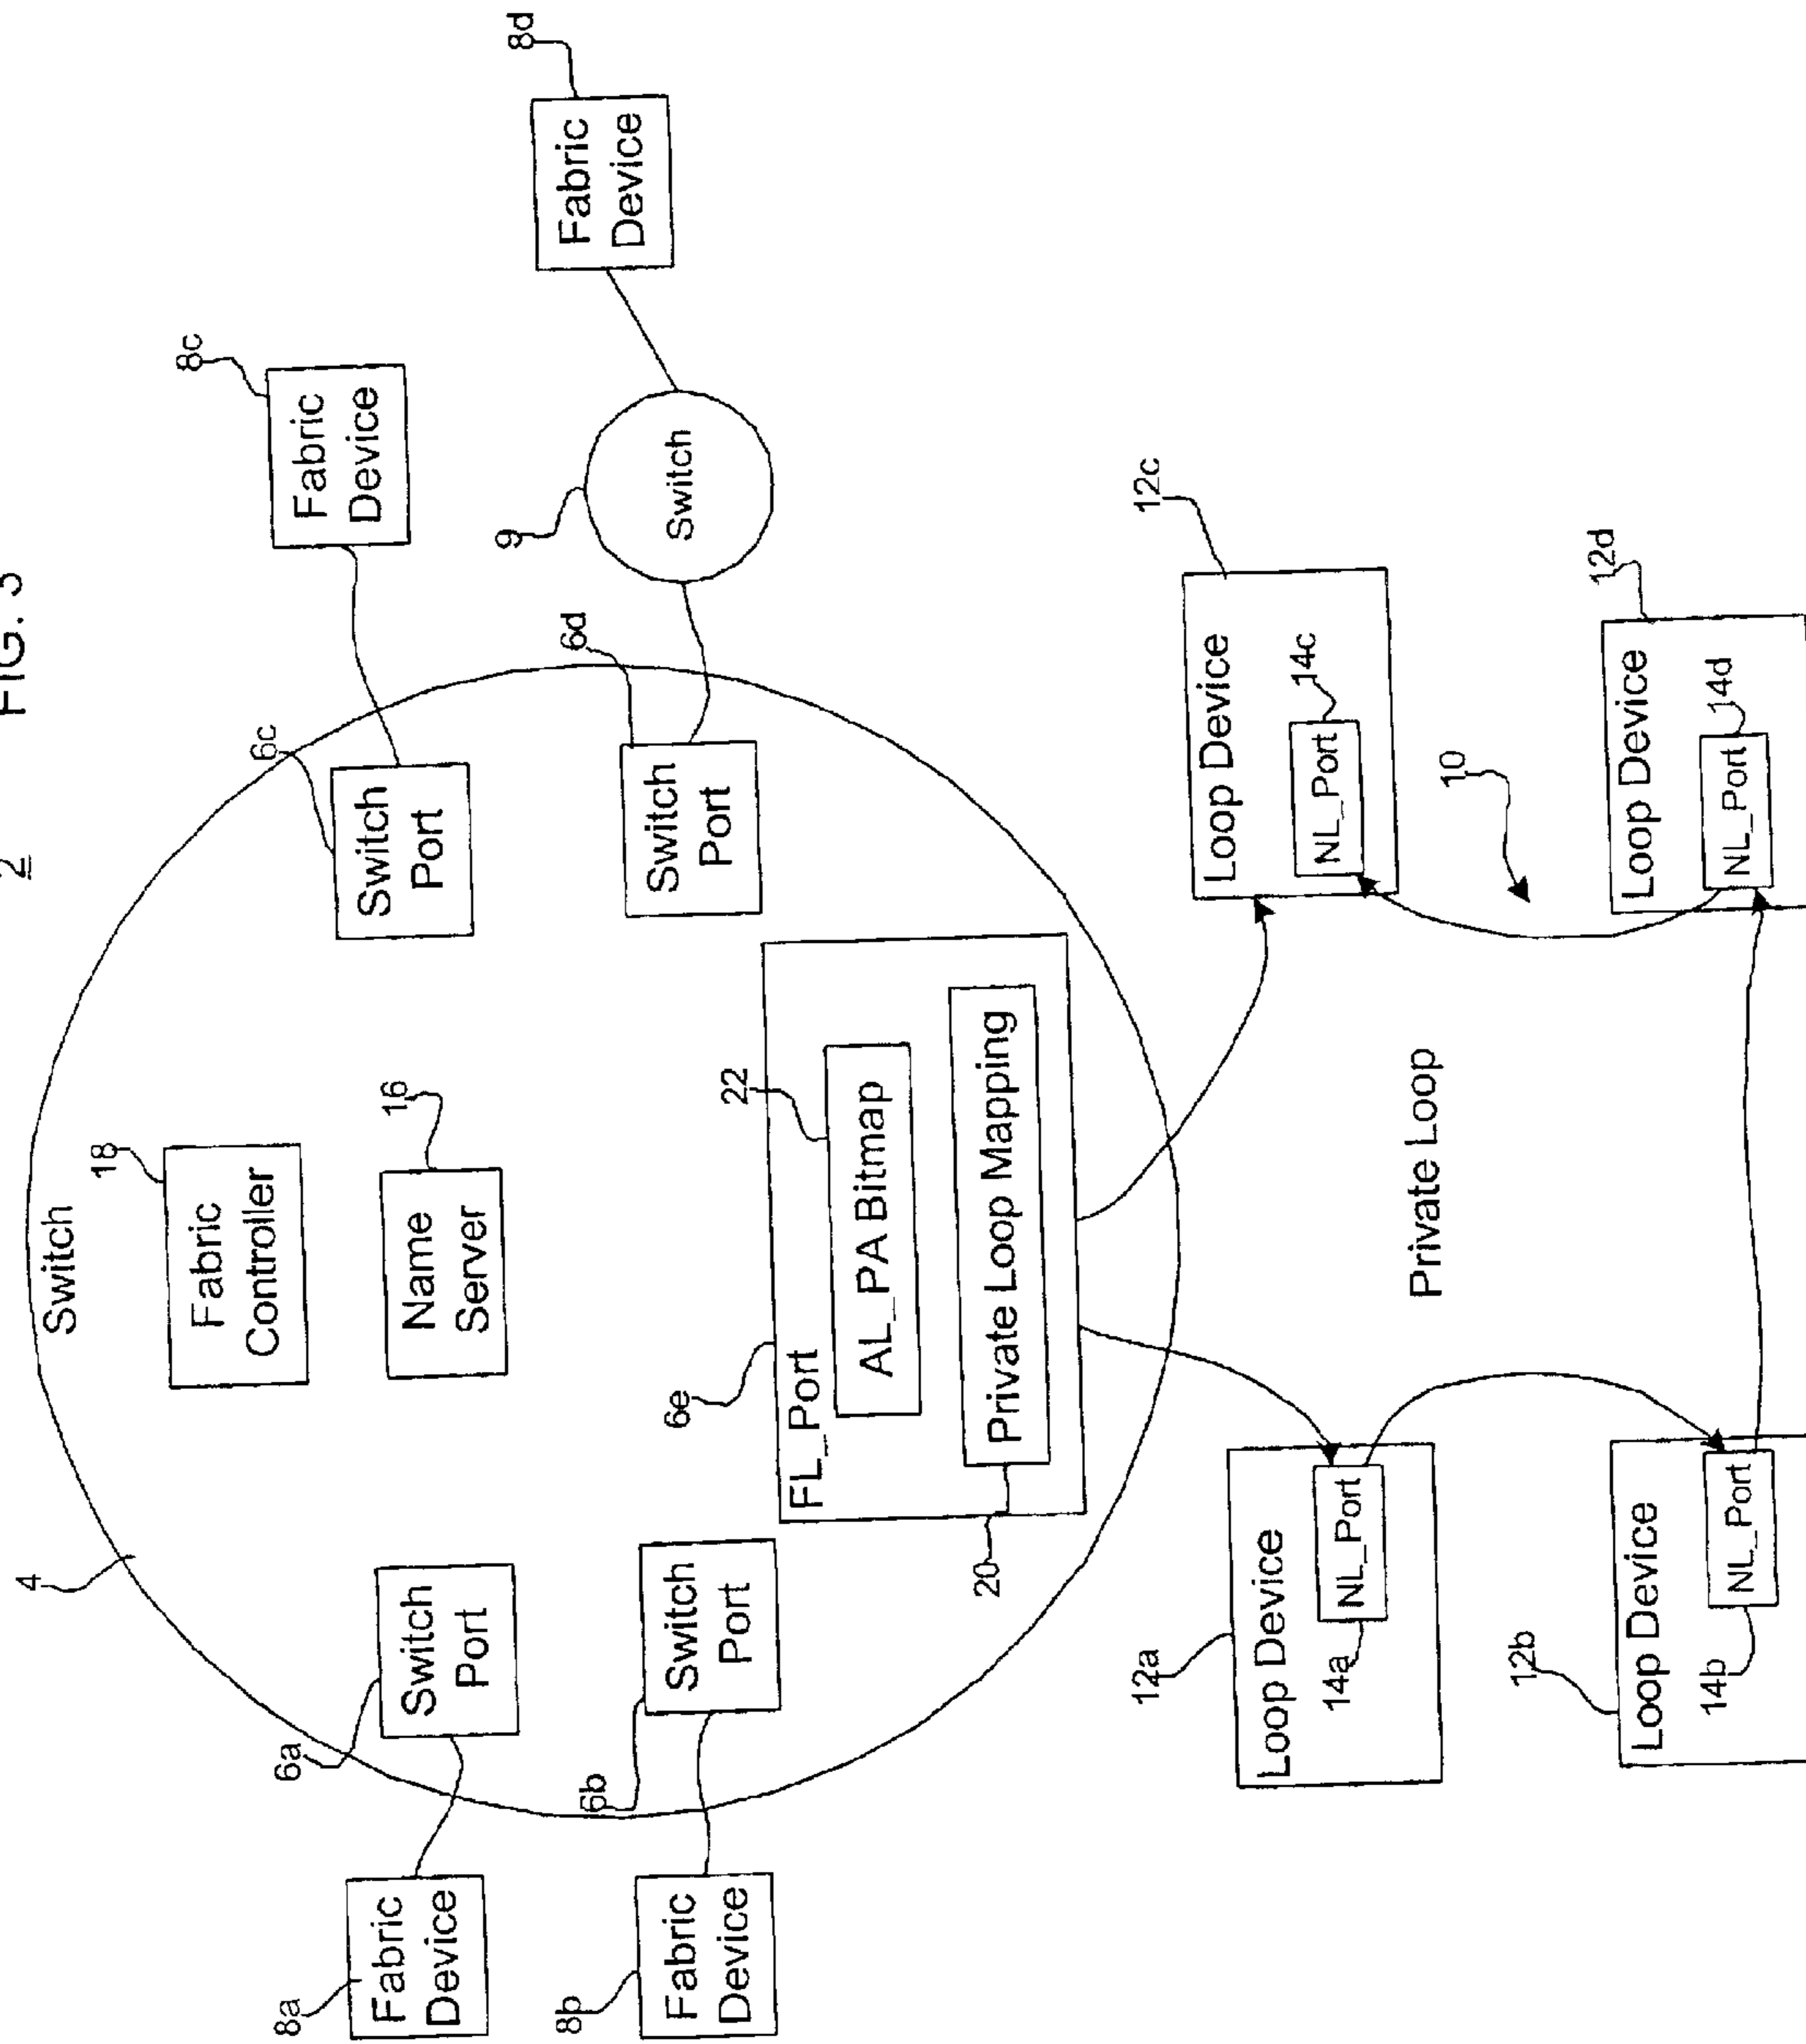 2
FIG. 3
4
Switch
18
Fabric
Controller
16
Name
Server
6a
Switch
Port
8a
Fabric
Device
6b
Switch
Port
8b
Fabric
Device
6c
Switch
Port
8c
Fabric
Device
6d
Switch
Port
9
Switch
8d
Fabric
Device
6e
FL_Port
22
AL_PA Bitmap
20
Private Loop Mapping
12a
Loop Device
14a
NL_Port
12b
Loop Device
14b
NL_Port
Private Loop
10
12c
Loop Device
14c
NL_Port
12d
Loop Device
14d
NL_Port